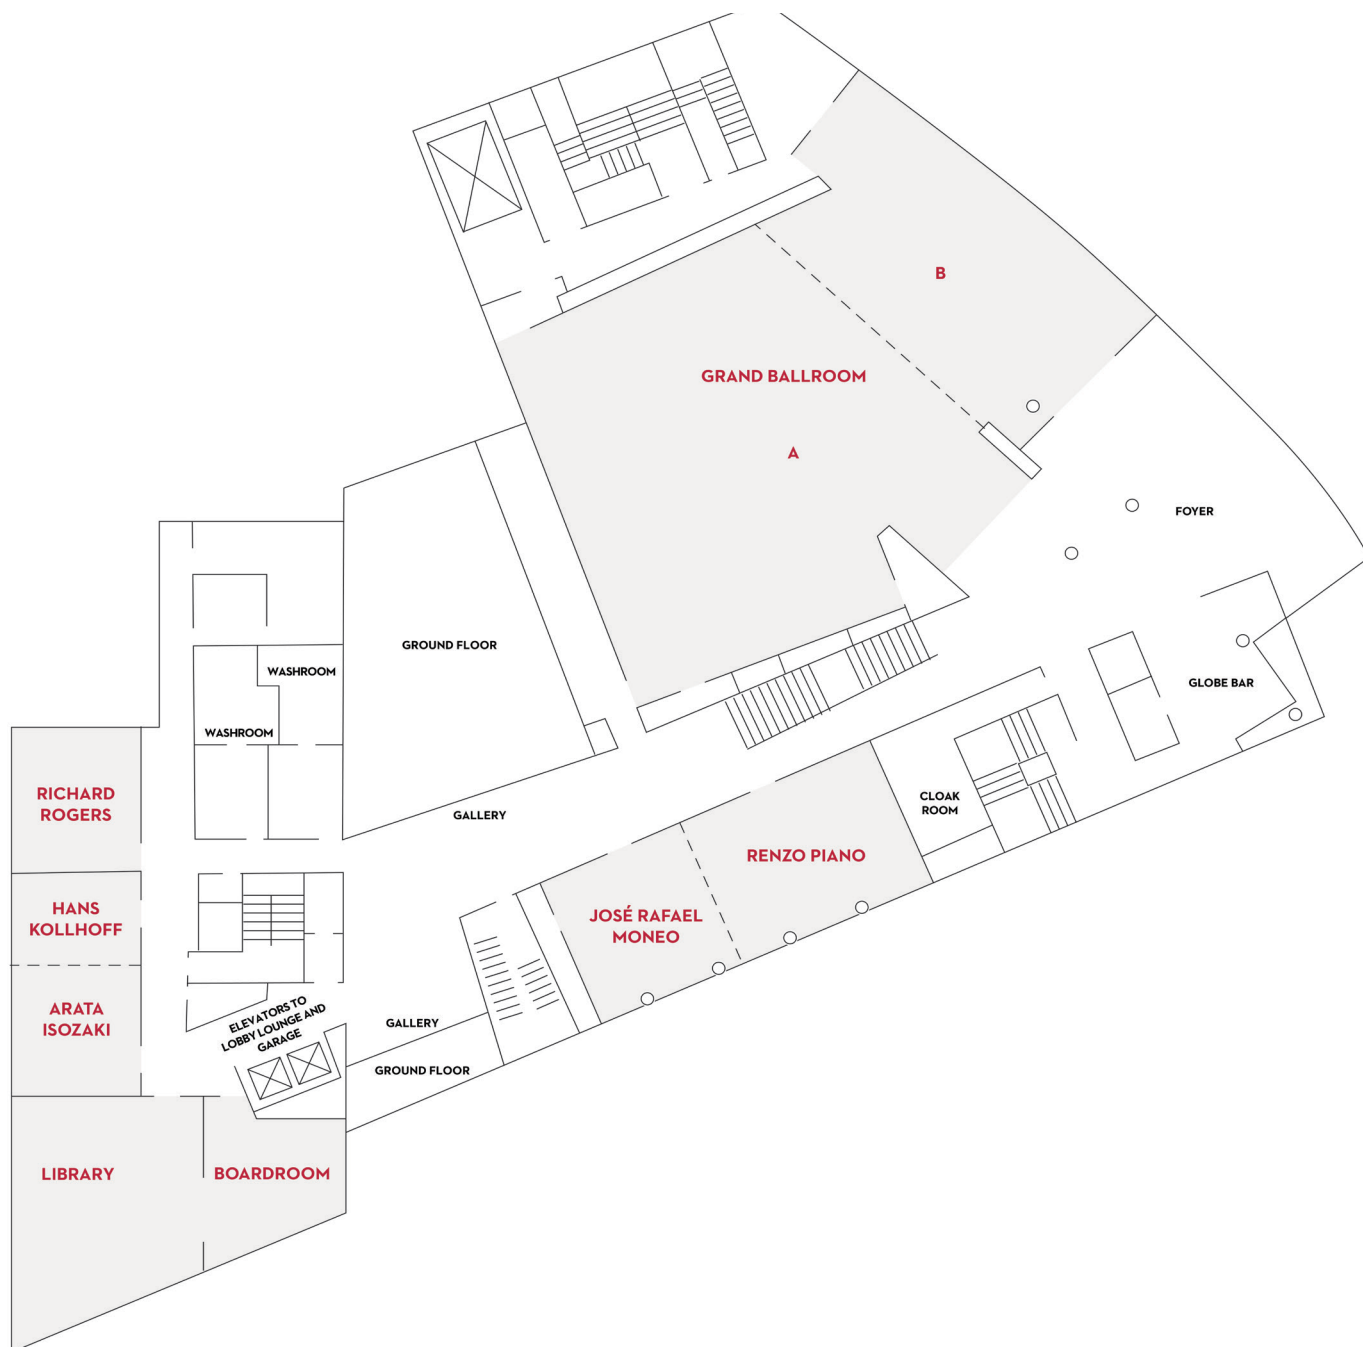 B
GRAND BALLROOM
A
FOYER
GROUND FLOOR
WASHROOM
GLOBE BAR
WASHROOM
RICHARD
ROGERS
CLOAK
ROOM
GALLERY
RENZO PIANO
HANS
KOLLHOFF
JOSÉ RAFAEL
MONEO
ARATA
ISOZAKI
ELEVATORS TO
LOBBY LOUNGE AND
GARAGE
GALLERY
GROUND FLOOR
LIBRARY
BOARDROOM